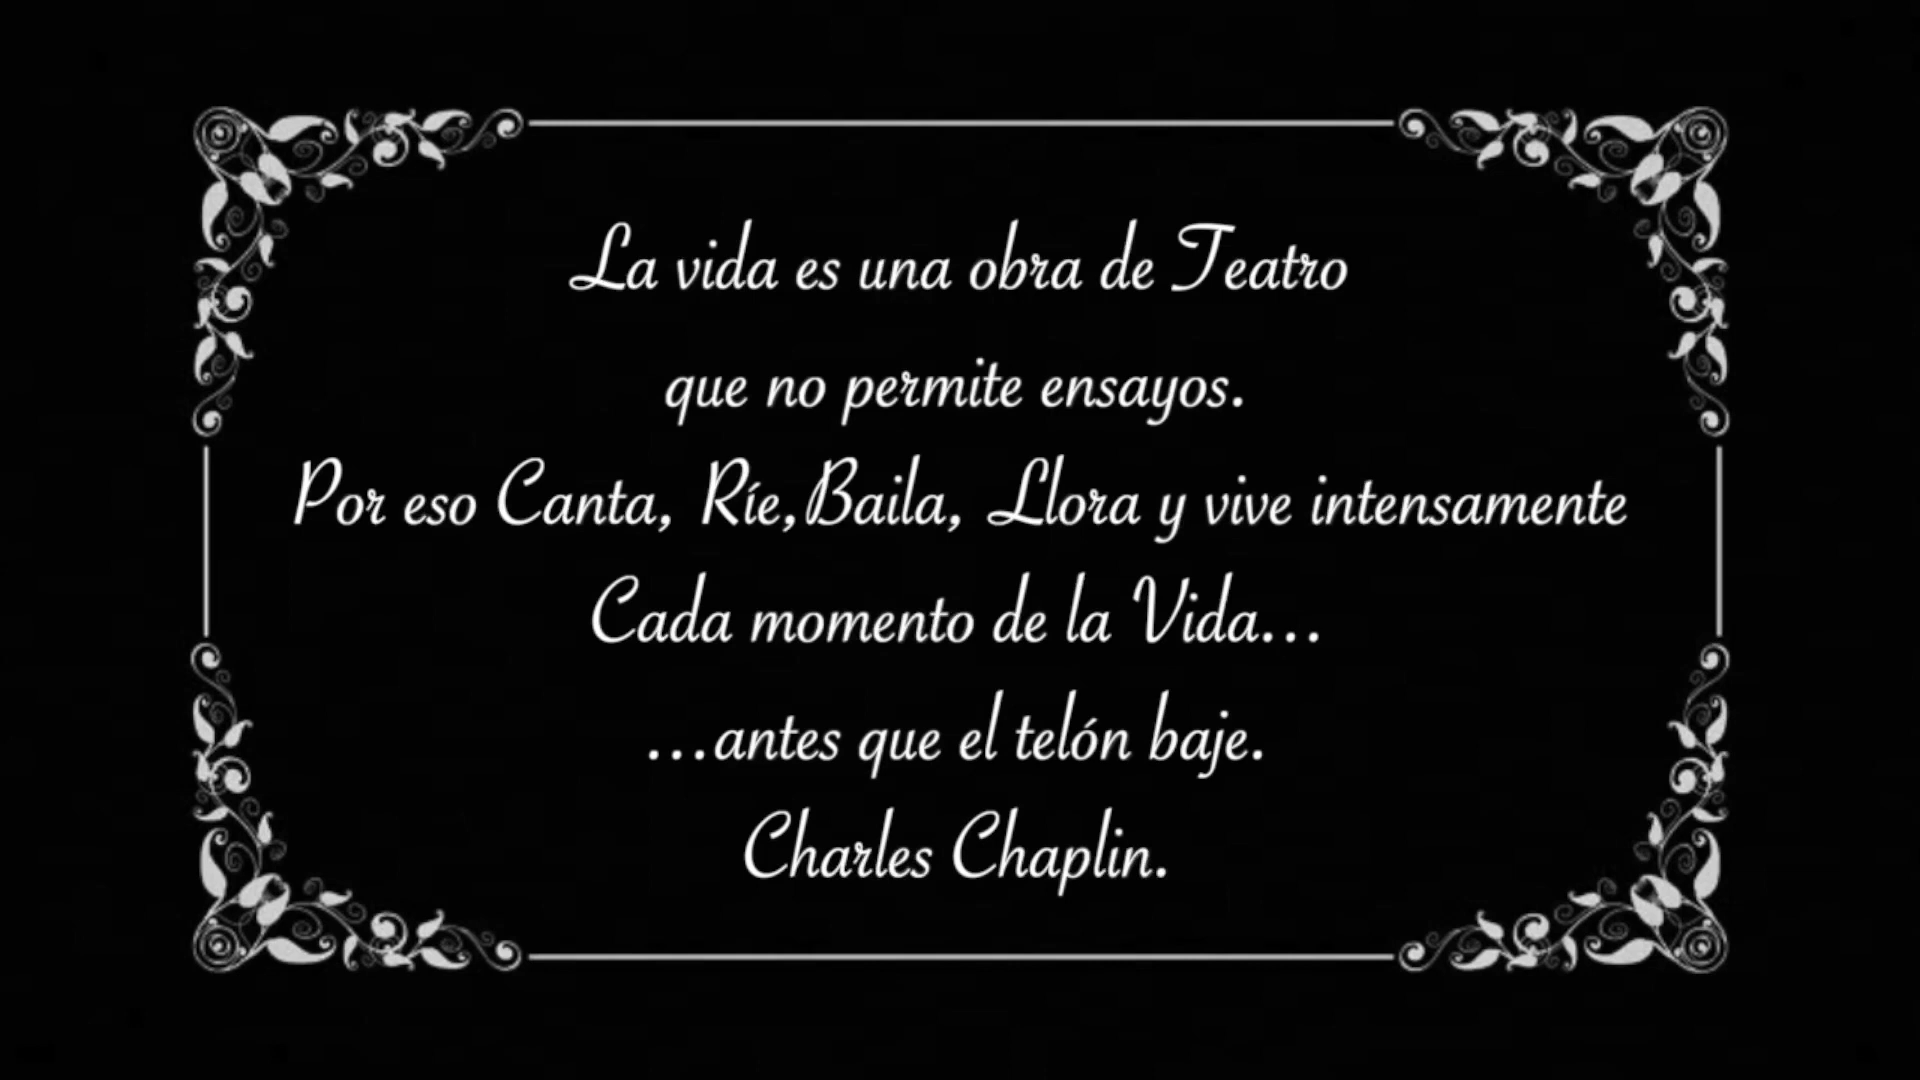 La vida es una obra de Teatro
que no permite ensayos.
Por eso Canta, Ríe,Baila, Llora y vive intensamente
Cada momento de la Vida...
...antes que el telón baje.
Charles Chaplin.